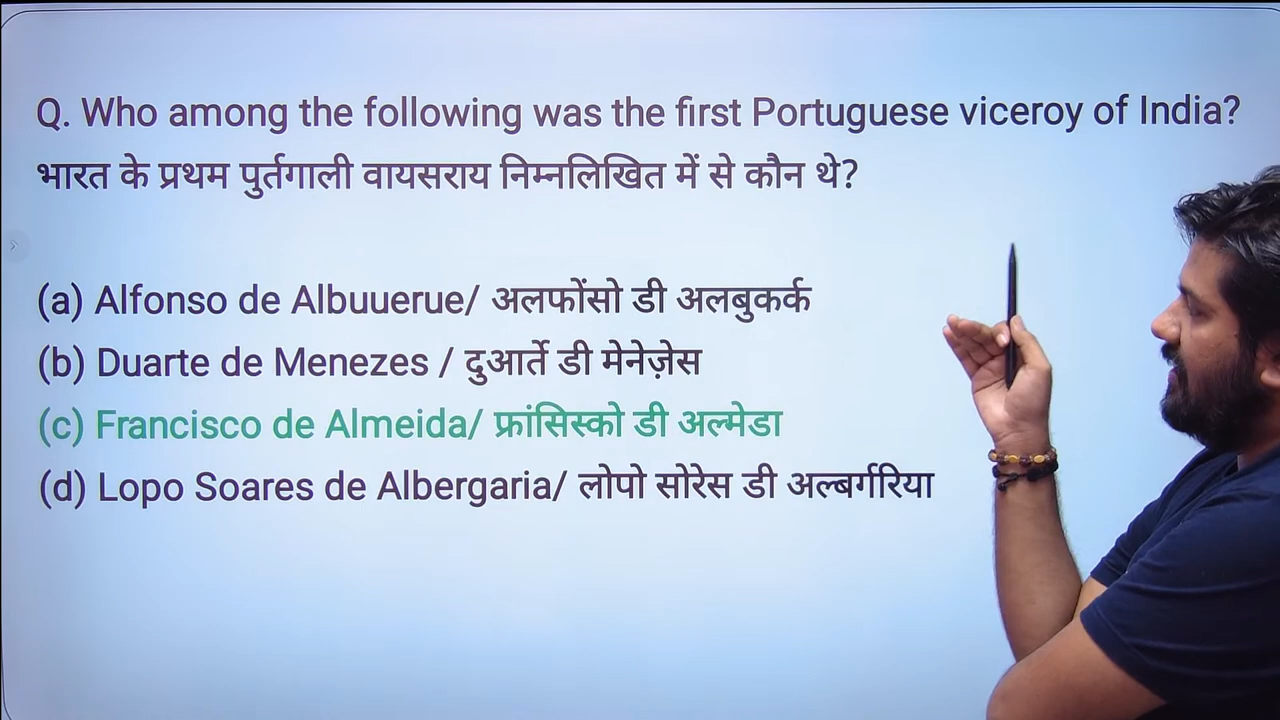 Q. Who among the following was the first Portuguese viceroy of India?
भारत के प्रथम पुर्तगाली वायसराय निम्नलिखित में से कौन थे?
(a) Alfonso de Albuuerue/ अलफोंसो डी अलबुकर्क
(b) Duarte de Menezes / दुआर्ते डी मेनेज़ेस
(c) Francisco de Almeida/ फ्रांसिस्को डी अल्मेडा
(d) Lopo Soares de Albergaria/ लोपो सोरेस डी अल्बर्गरिया